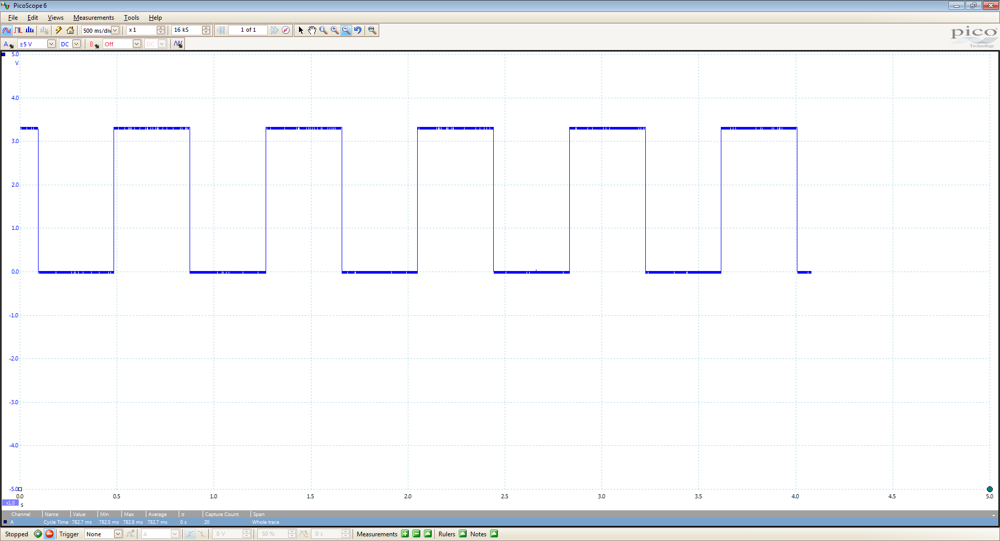 PicoScope 6
File Edit Views Measurements Tools Help
500 ms/div x 1 16 kS 1 of 1
pico
Technology
A ±5 V DC B Off DC
5.0
V
4.0
3.0
2.0
1.0
0.0
-1.0
-2.0
-3.0
-4.0
-5.0
0.0 0.5 1.0 1.5 2.0 2.5 3.0 3.5 4.0 4.5 5.0
x1.0 s
Channel Name Value Min Max Average σ Capture Count Span
A Cycle Time 782.7 ms 782.5 ms 782.8 ms 782.7 ms 0 s 20 Whole trace
Stopped Trigger None A 0 V 50 % 0 s Measurements Rulers Notes